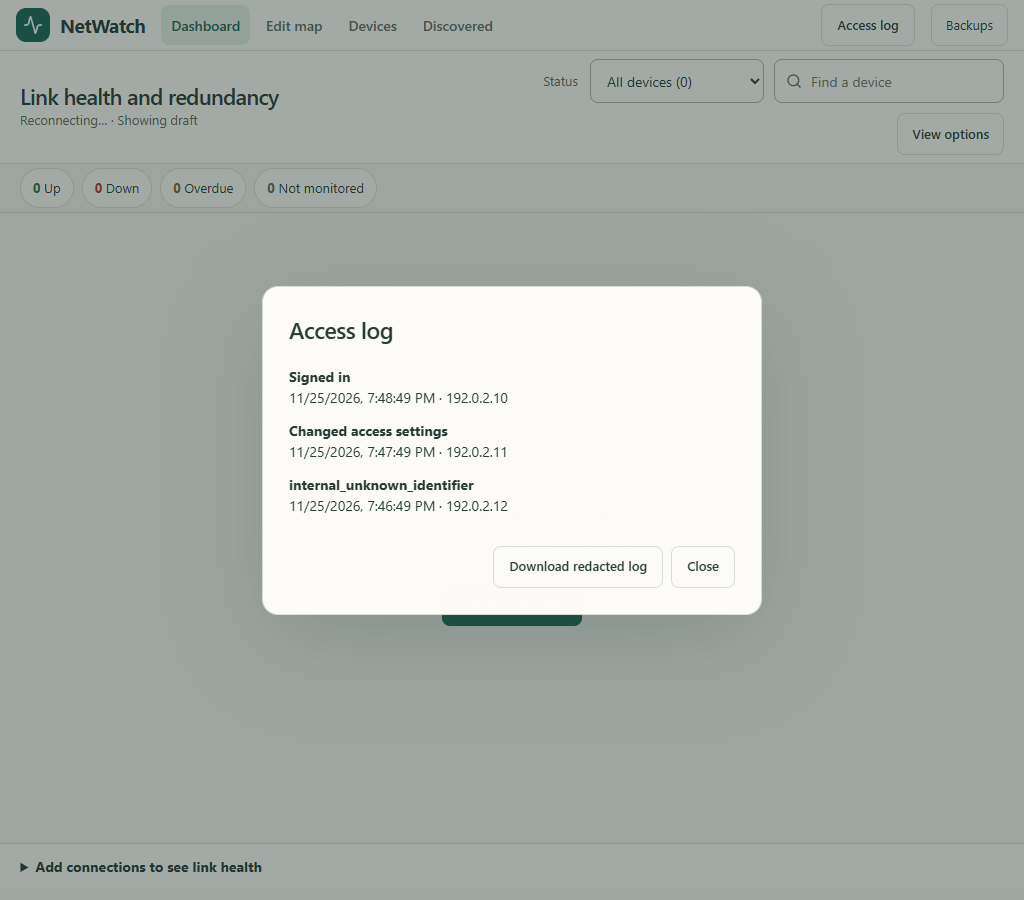 NetWatch
Dashboard
Edit map
Devices
Discovered
Access log
Backups
Link health and redundancy
Reconnecting... · Showing draft
Status
All devices (0)
Find a device
View options
0 Up
0 Down
0 Overdue
0 Not monitored
Access log
Signed in
11/25/2026, 7:48:49 PM · 192.0.2.10
Changed access settings
11/25/2026, 7:47:49 PM · 192.0.2.11
internal_unknown_identifier
11/25/2026, 7:46:49 PM · 192.0.2.12
Download redacted log
Close
Add connections to see link health